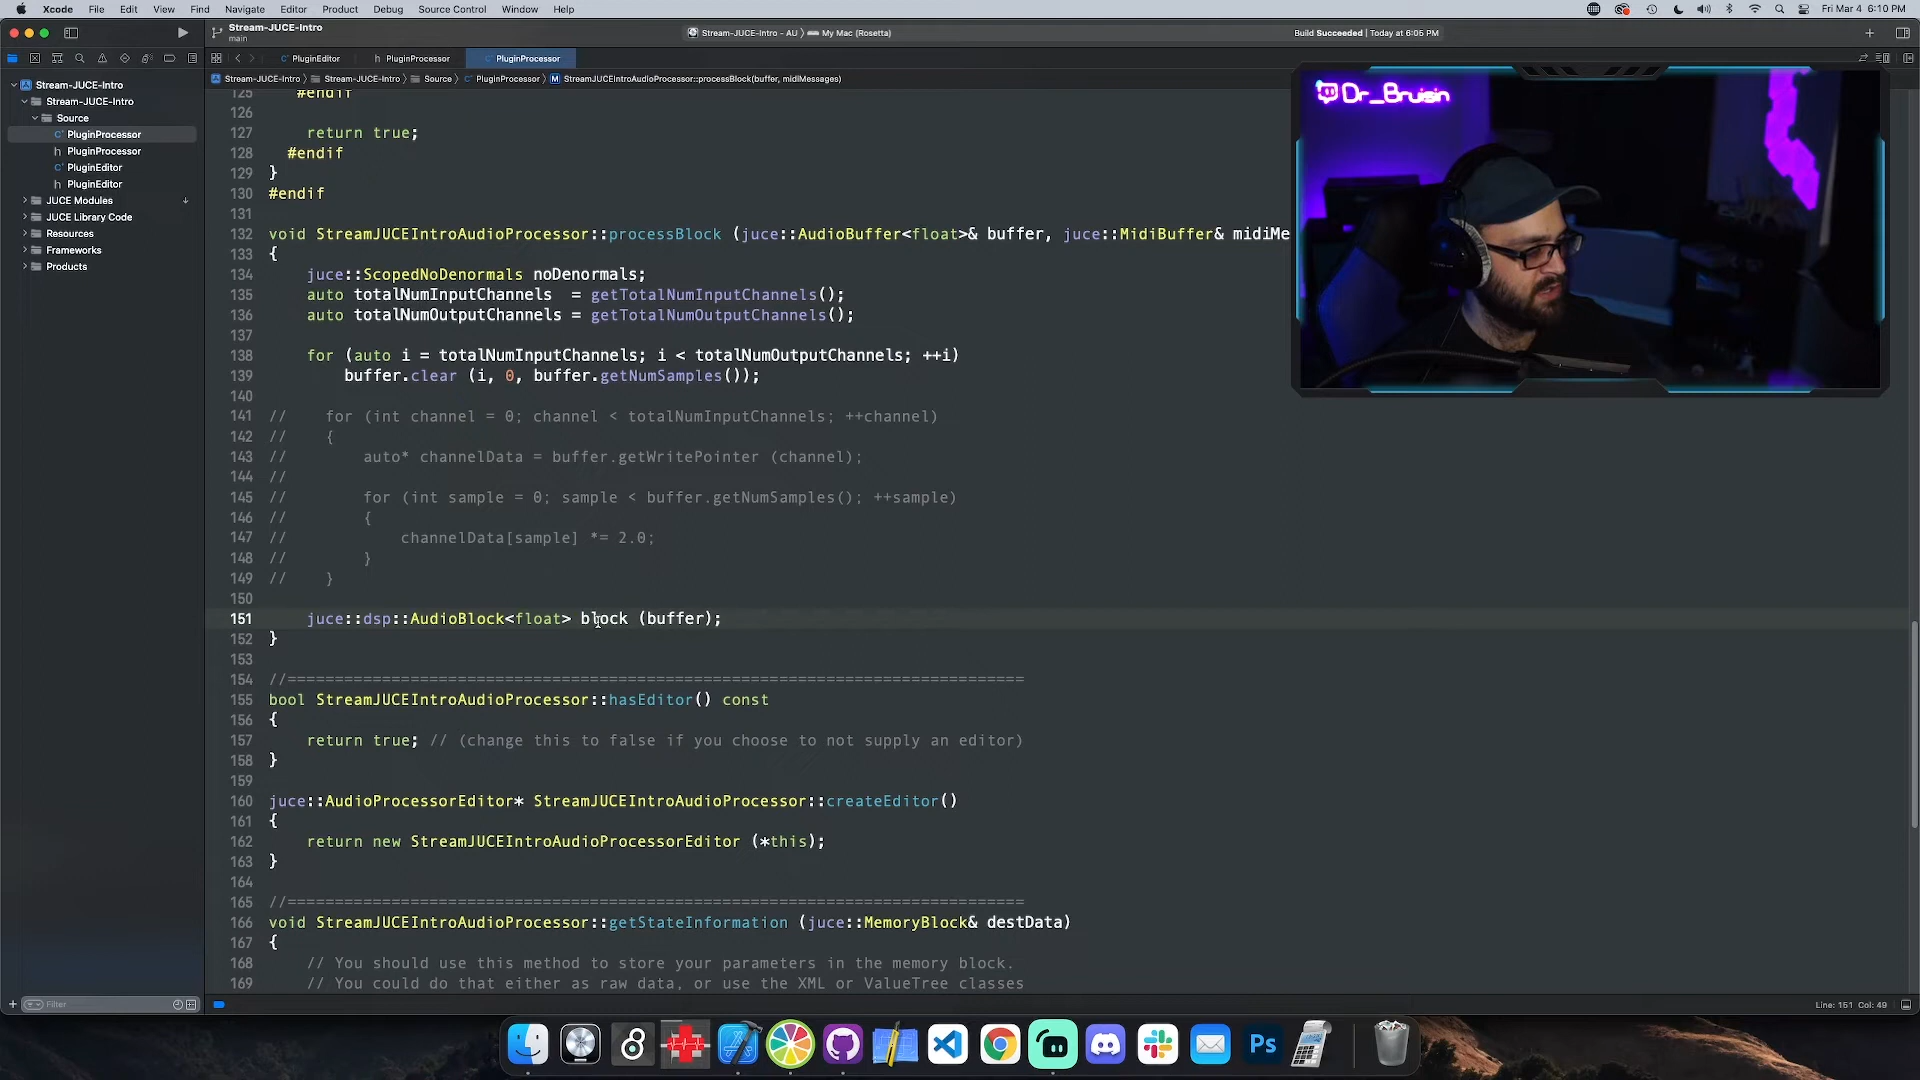 Xcode File Edit View Find Navigate Editor Product Debug Source Control Window Help
Fri Mar 4 6:10 PM
Stream-JUCE-Intro
main
Stream-JUCE-Intro - AU My Mac (Rosetta)
Build Succeeded | Today at 6:05 PM
PluginEditor PluginProcessor PluginProcessor
Stream-JUCE-Intro Stream-JUCE-Intro Source PluginProcessor M StreamJUCEIntroAudioProcessor::processBlock(buffer, midiMessages)
Stream-JUCE-Intro
Stream-JUCE-Intro
Source
PluginProcessor
h PluginProcessor
PluginEditor
h PluginEditor
JUCE Modules
JUCE Library Code
Resources
Frameworks
Products
Dr_Bruisin
125 #endif
126
127 return true;
128 #endif
129 }
130 #endif
131
132 void StreamJUCEIntroAudioProcessor::processBlock (juce::AudioBuffer<float>& buffer, juce::MidiBuffer& midiMe
133 {
134 juce::ScopedNoDenormals noDenormals;
135 auto totalNumInputChannels = getTotalNumInputChannels();
136 auto totalNumOutputChannels = getTotalNumOutputChannels();
137
138 for (auto i = totalNumInputChannels; i < totalNumOutputChannels; ++i)
139 buffer.clear (i, 0, buffer.getNumSamples());
140
141 // for (int channel = 0; channel < totalNumInputChannels; ++channel)
142 // {
143 // auto* channelData = buffer.getWritePointer (channel);
144 //
145 // for (int sample = 0; sample < buffer.getNumSamples(); ++sample)
146 // {
147 // channelData[sample] *= 2.0;
148 // }
149 // }
150
151 juce::dsp::AudioBlock<float> block (buffer);
152 }
153
154 //==============================================================================
155 bool StreamJUCEIntroAudioProcessor::hasEditor() const
156 {
157 return true; // (change this to false if you choose to not supply an editor)
158 }
159
160 juce::AudioProcessorEditor* StreamJUCEIntroAudioProcessor::createEditor()
161 {
162 return new StreamJUCEIntroAudioProcessorEditor (*this);
163 }
164
165 //==============================================================================
166 void StreamJUCEIntroAudioProcessor::getStateInformation (juce::MemoryBlock& destData)
167 {
168 // You should use this method to store your parameters in the memory block.
169 // You could do that either as raw data, or use the XML or ValueTree classes
Filter
Line: 151 Col: 49
Ps